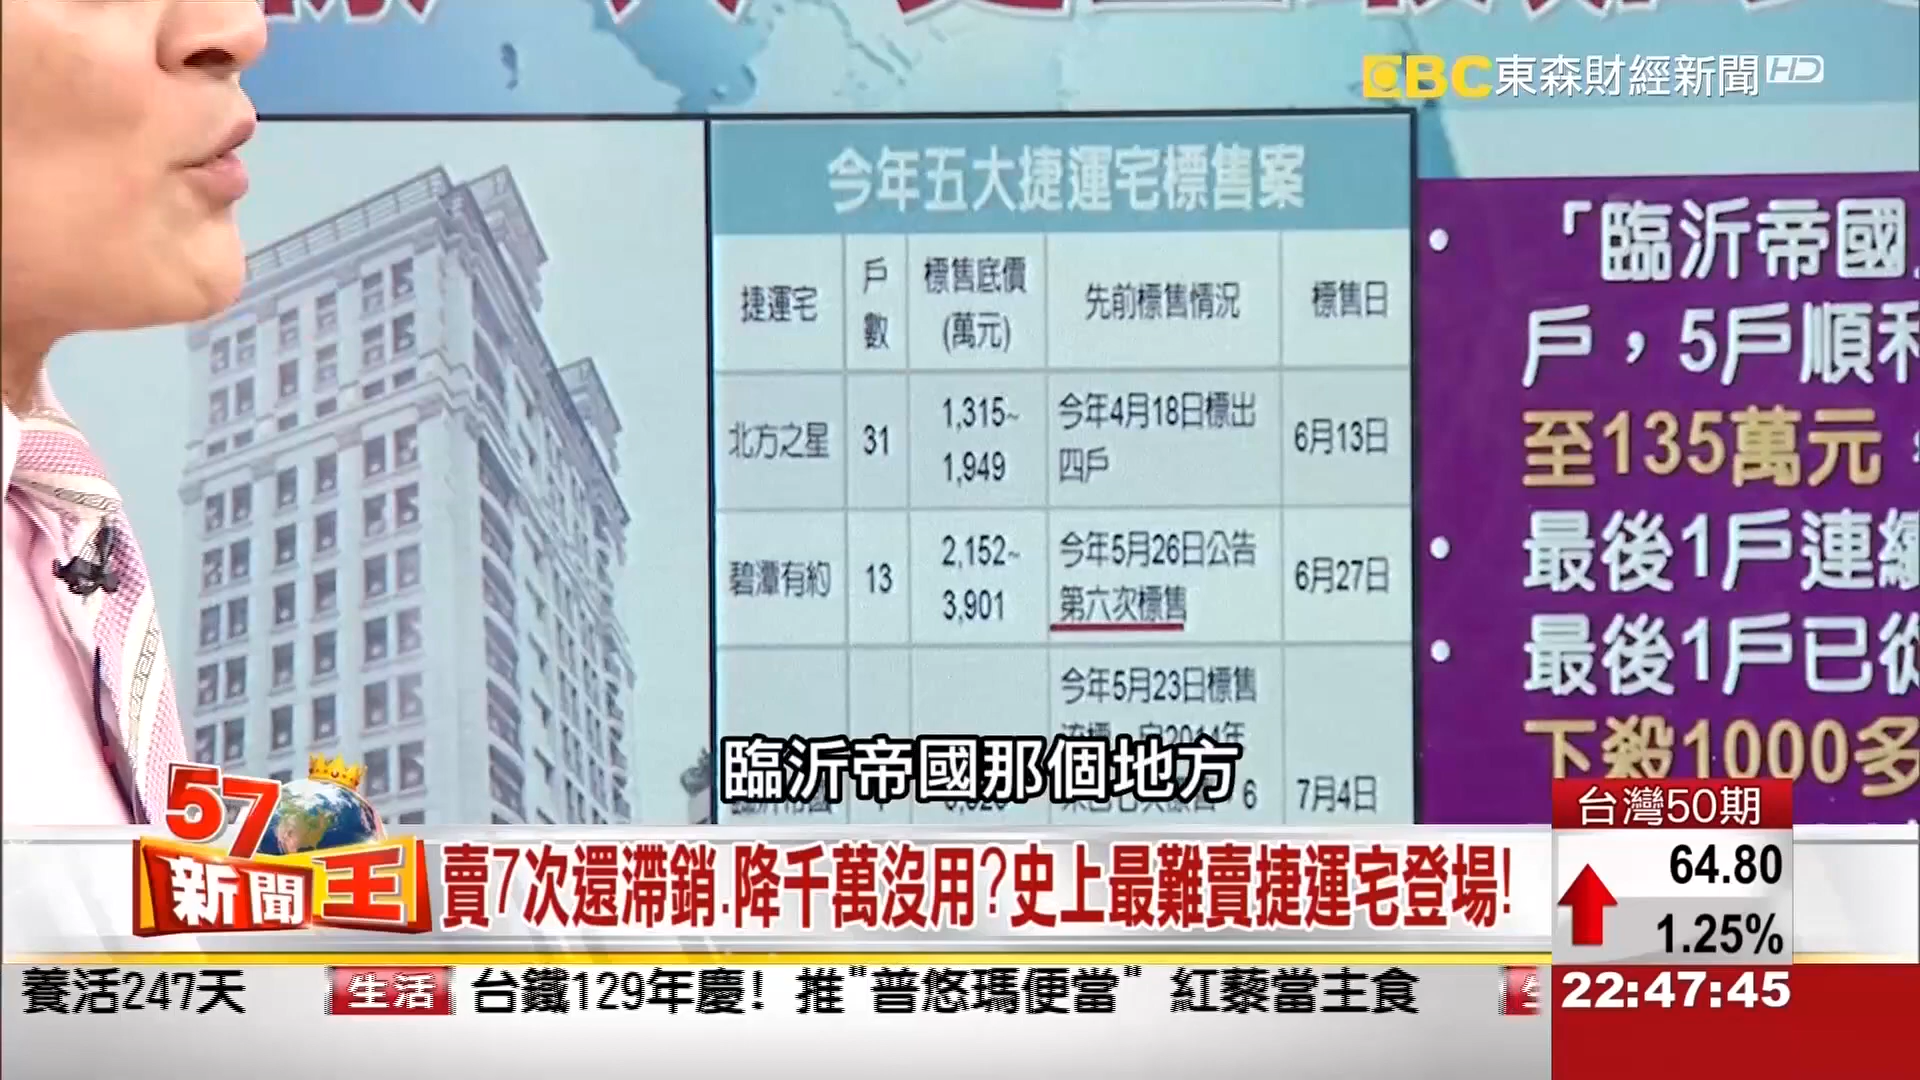 EBC東森財經新聞HD
今年五大捷運宅標售案
捷運宅
戶
數
標售底價
(萬元)
先前標售情況
標售日
北方之星
31
1,315~
1,949
今年4月18日標出
四戶
6月13日
碧潭有約
13
2,152~
3,901
今年5月26日公告
第六次標售
6月27日
今年5月23日標售
6
7月4日
「臨沂帝國
戶，5戶順利
至135萬元
最後1戶連續
最後1戶已從
下殺1000多
臨沂帝國那個地方
57
新聞王
賣7次還滯銷.降千萬沒用?史上最難賣捷運宅登場!
台灣50期
64.80
1.25%
養活247天
生活
台鐵129年慶! 推"普悠瑪便當" 紅藜當主食
22:47:45